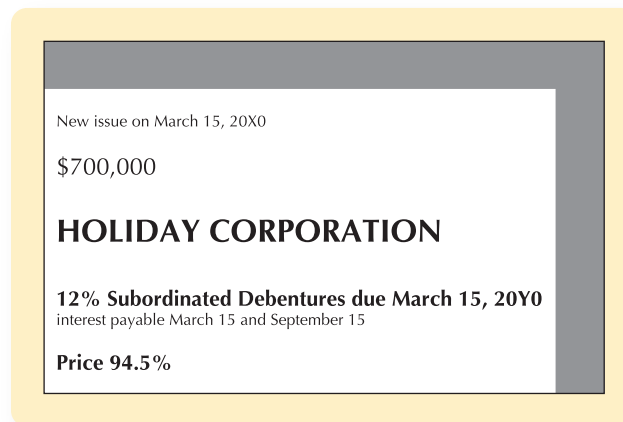 New issue on March 15, 20X0
$700,000
HOLIDAY CORPORATION
12% Subordinated Debentures due March 15, 20Y0
interest payable March 15 and September 15
Price 94.5%